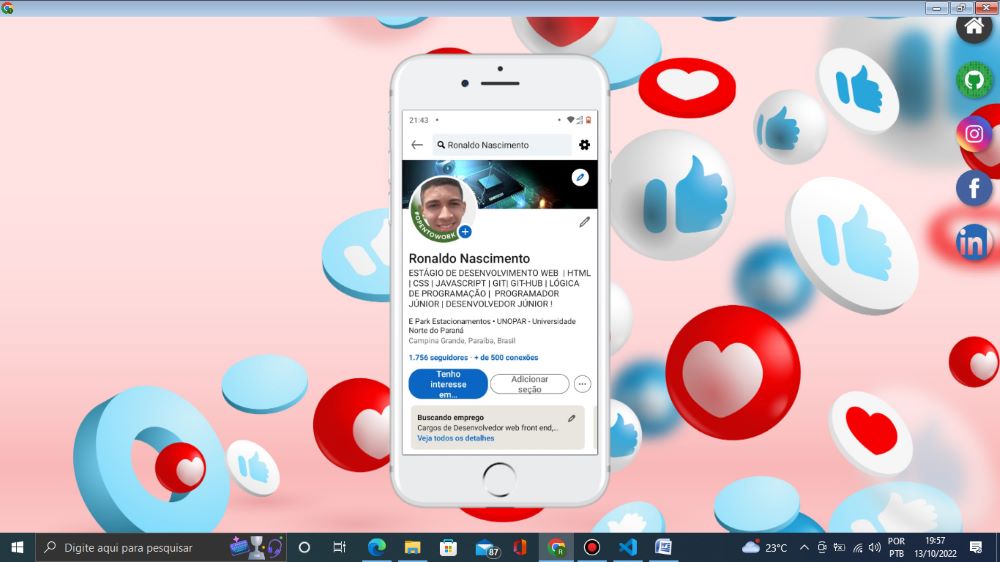 21:43
Ronaldo Nascimento
#OPENTOWORK
Ronaldo Nascimento
ESTÁGIO DE DESENVOLVIMENTO WEB | HTML
| CSS | JAVASCRIPT | GIT| GIT-HUB | LÓGICA
DE PROGRAMAÇÃO | PROGRAMADOR
JÚNIOR | DESENVOLVEDOR JÚNIOR !
E Park Estacionamentos • UNOPAR - Universidade
Norte do Paraná
Campina Grande, Paraíba, Brasil
1.756 seguidores · + de 500 conexões
Tenho
interesse
em...
Adicionar
seção
Buscando emprego
Cargos de Desenvolvedor web front end,...
Veja todos os detalhes
f
in
Digite aqui para pesquisar
87
23°C
POR
PTB
19:57
13/10/2022